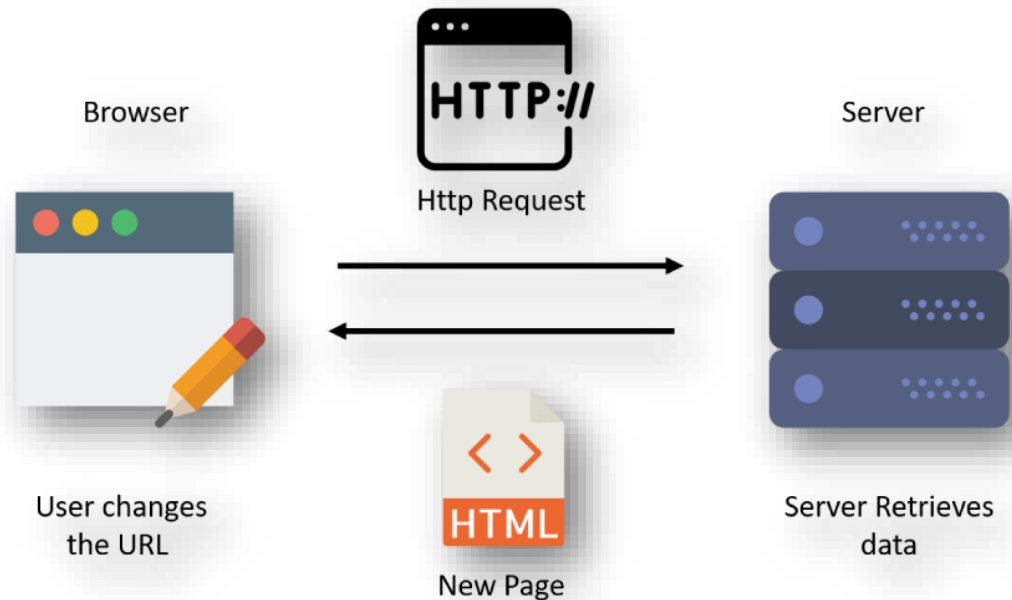 HTTP://
Browser
Server
Http Request
HTML
User changes
the URL
Server Retrieves
data
New Page